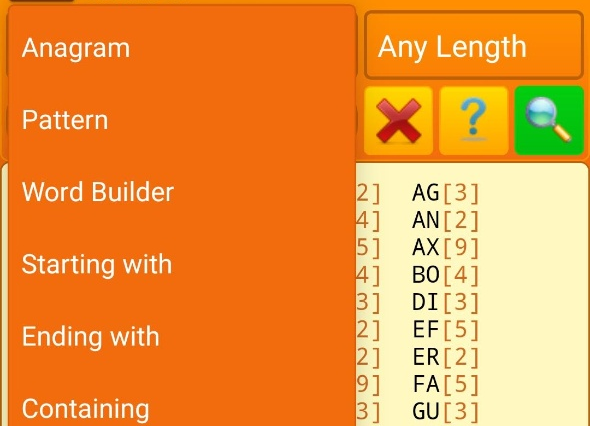 Anagram
Any Length
Pattern
?
Word Builder
2] AG[3]
4] AN[2]
5] AX[9]
Starting with
4] BO[4]
3] DI[3]
Ending with
2] EF[5]
2] ER[2]
9] FA[5]
Containing
3] GU[3]